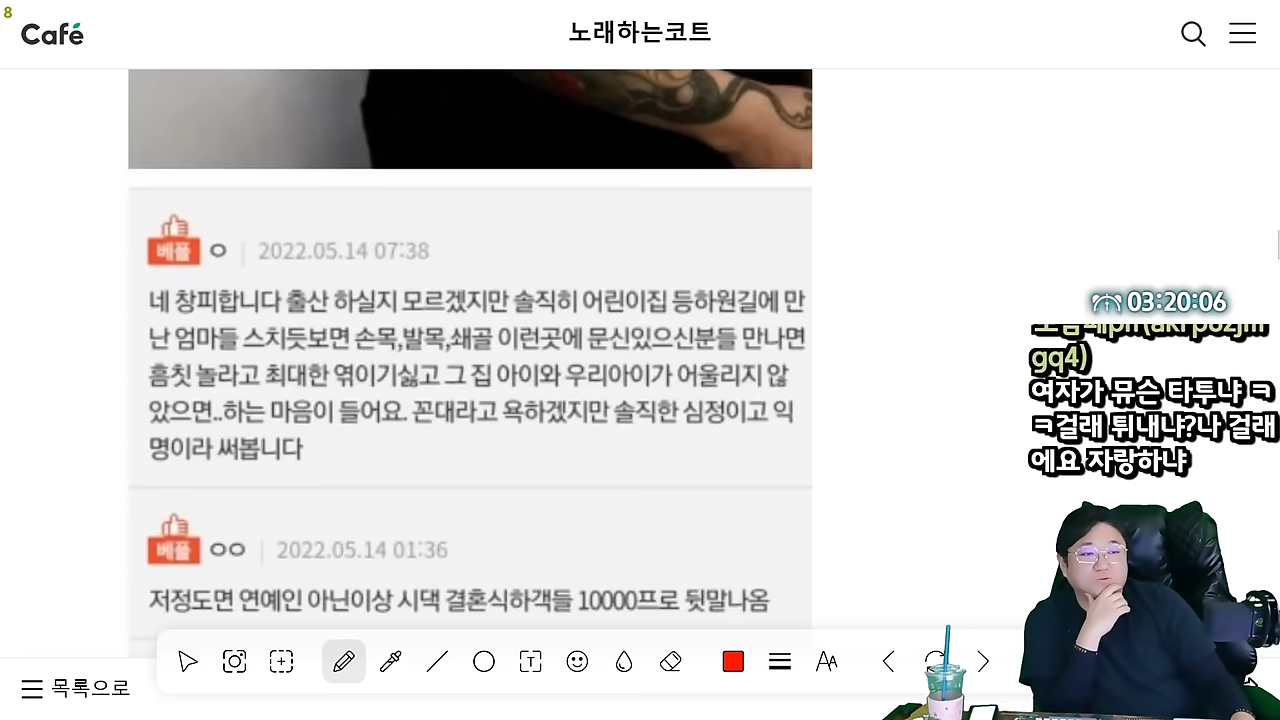 8
Café
노래하는코트
베플 ㅇ | 2022.05.14 07:38
네 창피합니다 출산 하실지 모르겠지만 솔직히 어린이집 등하원길에 만
난 엄마들 스치듯보면 손목,발목,쇄골 이런곳에 문신있으신분들 만나면
흠칫 놀라고 최대한 엮이기싫고 그 집 아이와 우리아이가 어울리지 않
았으면..하는 마음이 들어요. 꼰대라고 욕하겠지만 솔직한 심정이고 익
명이라 써봅니다
베플 ㅇㅇ | 2022.05.14 01:36
저정도면 연예인 아닌이상 시댁 결혼식하객들 10000프로 뒷말나옴
목록으로
03:20:06
gq4)
여자가 뮤슨 타투냐 ㅋ
ㅋ걸래 튀내냐?나 걸래
에요 자랑하냐